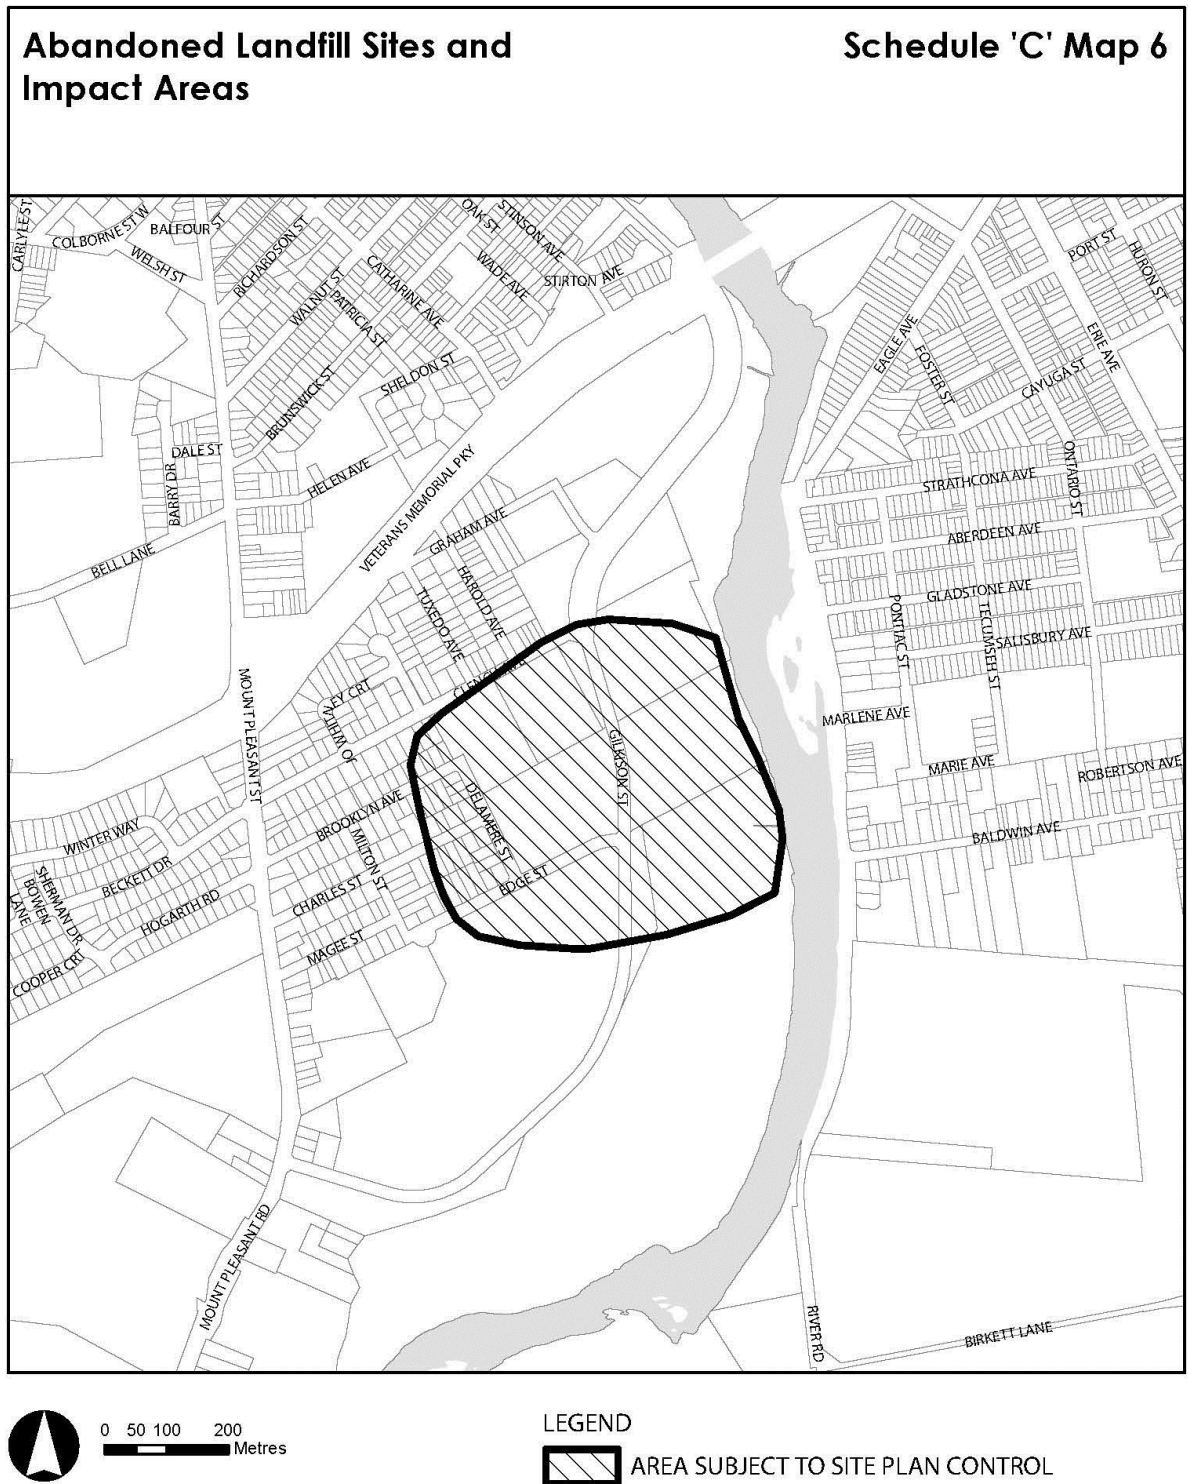 Abandoned Landfill Sites and
Impact Areas
Schedule 'C' Map 6
CARLYLE ST
COLBORNE ST W
BALFOUR ST
WELSH ST
RICHARDSON ST
WALNUT ST
PATRICIA ST
CATHARINE AVE
OAK ST
STINSON AVE
WADE AVE
STIRTON AVE
PORT ST
HURON ST
EAGLE AVE
FOSTER ST
ERIE AVE
CAYUGA ST
BRUNSWICK ST
SHELDON ST
DALE ST
BARRY DR
HELEN AVE
VETERANS MEMORIAL PKY
BELL LANE
GRAHAM AVE
HAROLD AVE
TUXEDO AVE
STRATHCONA AVE
ONTARIO ST
ABERDEEN AVE
GLADSTONE AVE
PONTIAC ST
TECUMSEH ST
SALISBURY AVE
MOUNT PLEASANT ST
EY CRT
GILKISON ST
MARLENE AVE
MARIE AVE
ROBERTSON AVE
BALDWIN AVE
WINTER WAY
BROOKLYN AVE
DELAMERE ST
MILTON ST
EDGE ST
BECKETT DR
SHERMAN DR
BOWEN
LANE
HOGARTH RD
CHARLES ST
MAGEE ST
COOPER CRT
MOUNT PLEASANT RD
RIVER RD
BIRKETT LANE
0 50 100 200
Metres
LEGEND
AREA SUBJECT TO SITE PLAN CONTROL